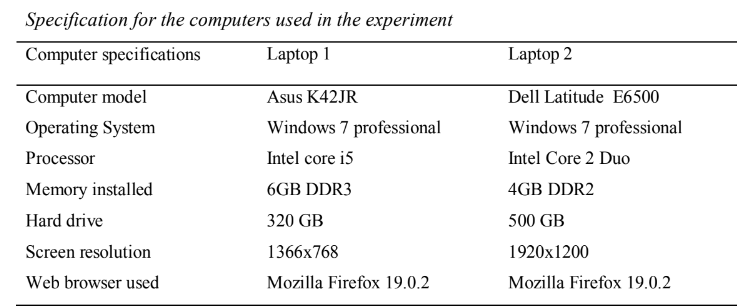 Specification for the computers used in the experiment
Computer specifications Laptop 1 Laptop 2
Computer model Asus K42JR Dell Latitude E6500
Operating System Windows 7 professional Windows 7 professional
Processor Intel core i5 Intel Core 2 Duo
Memory installed 6GB DDR3 4GB DDR2
Hard drive 320 GB 500 GB
Screen resolution 1366x768 1920x1200
Web browser used Mozilla Firefox 19.0.2 Mozilla Firefox 19.0.2